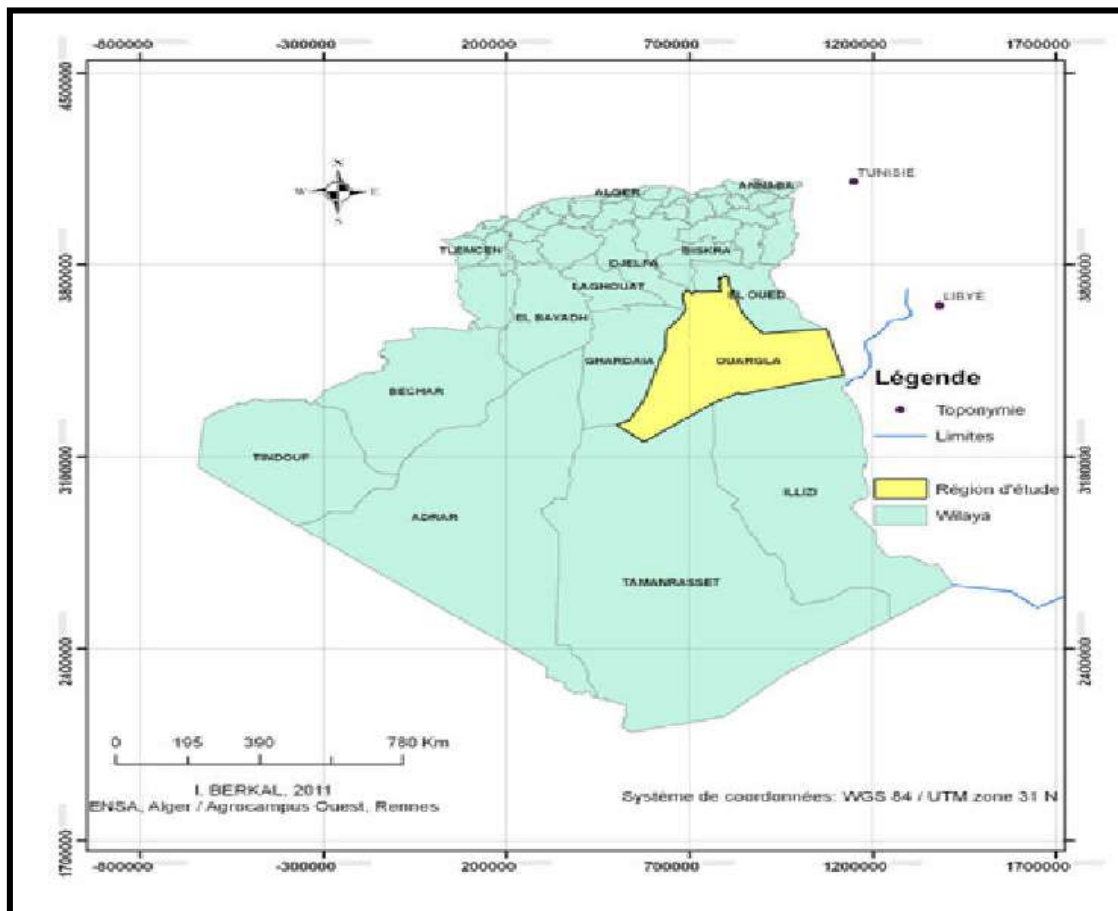 -800000 -300000 200000 700000 1200000 1700000
4500000
N
W E
S
ALGER
ANNABA
TUNISIE
TLEMCEN
BISKRA
DJELFA
3800000 3800000
LAGHOUAT
EL OUED
LIBYE
EL BAYADH
GHARDAIA
OUARGLA
BECHAR
Légende
Toponymie
Limites
TINDOUF
3100000 3100000
ILLIZI
Région d'étude
Wilaya
ADRAR
TAMANRASSET
2400000 2400000
0 195 390 780 Km
I. BERKAL, 2011
ENSA, Alger / Agrocampus Ouest, Rennes
Système de coordonnées: WGS 84 / UTM zone 31 N
1700000
-800000 -300000 200000 700000 1200000 1700000